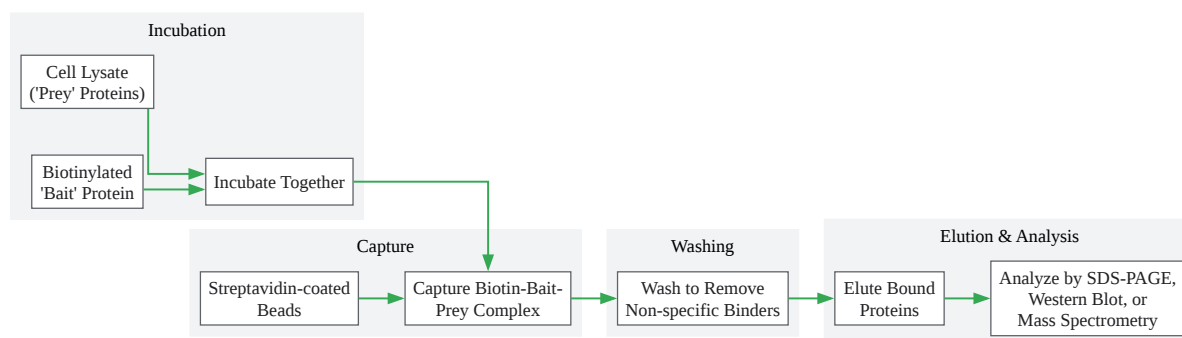 Incubation
Cell Lysate
('Prey' Proteins)
Biotinylated
'Bait' Protein
Incubate Together
Capture
Streptavidin-coated
Beads
Capture Biotin-Bait-
Prey Complex
Washing
Wash to Remove
Non-specific Binders
Elution & Analysis
Elute Bound
Proteins
Analyze by SDS-PAGE,
Western Blot, or
Mass Spectrometry